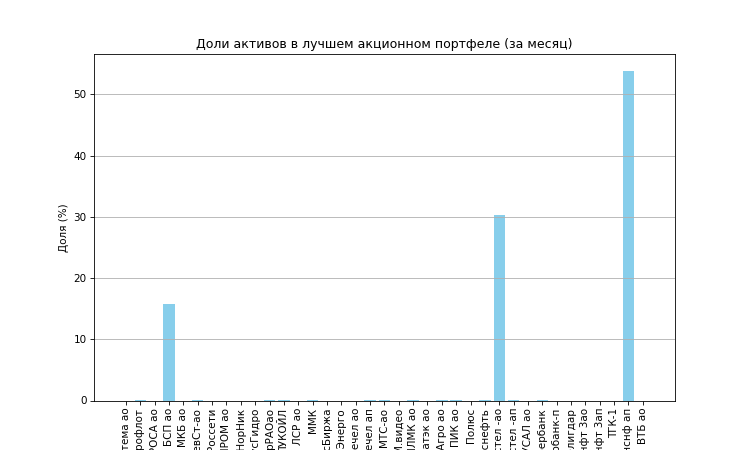 Доли активов в лучшем акционном портфеле (за месяц)
Доля (%)
50
40
30
20
10
0
тема ао
рофлот
РОСА ао
БСП ао
МКБ ао
евСт-ао
Россети
ПРОМ ао
НорНик
сГидро
рРАОао
ЛУКОЙЛ
ЛСР ао
ММК
сБиржа
Энерго
ечел ао
ечел ап
МТС-ао
М.видео
ЛМК ао
атэк ао
Агро ао
ПИК ао
Полюс
снефть
стел -ао
стел -ап
УСАЛ ао
ербанк
рбанк-п
лигдар
нфт 3ао
нфт 3ап
ТГК-1
нснф ап
ВТБ ао